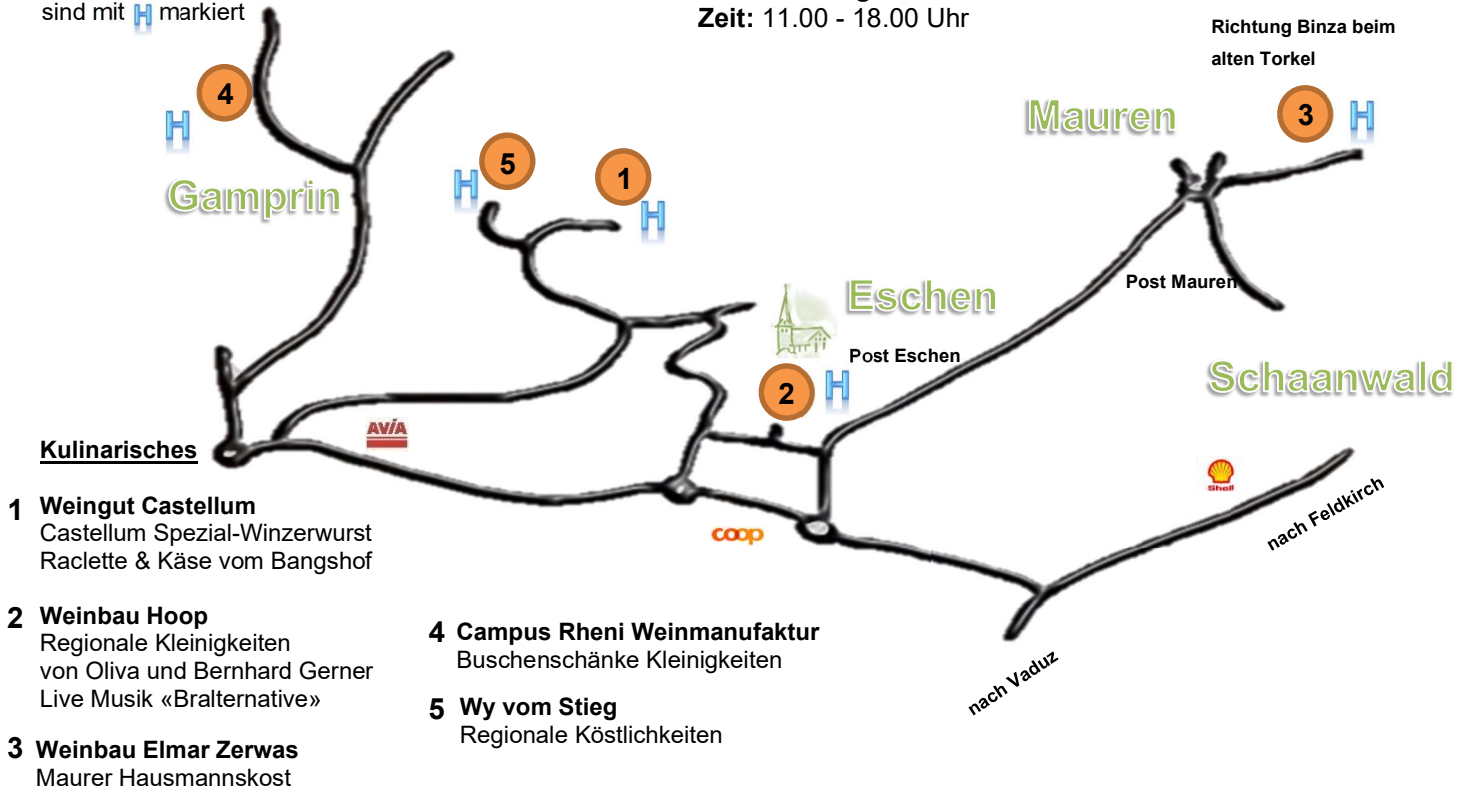 sind mit H markiert
Zeit: 11.00 - 18.00 Uhr
Richtung Binza beim
alten Torkel
4
H
Mauren
3
H
5
H
1
H
Gamprin
Eschen
Post Mauren
Post Eschen
2
H
Schaanwald
AVIA
Kulinarisches
Shell
nach Feldkirch
coop
nach Vaduz
1 Weingut Castellum
Castellum Spezial-Winzerwurst
Raclette & Käse vom Bangshof
2 Weinbau Hoop
Regionale Kleinigkeiten
von Oliva und Bernhard Gerner
Live Musik «Bralternative»
3 Weinbau Elmar Zerwas
Maurer Hausmannskost
4 Campus Rheni Weinmanufaktur
Buschenschänke Kleinigkeiten
5 Wy vom Stieg
Regionale Köstlichkeiten